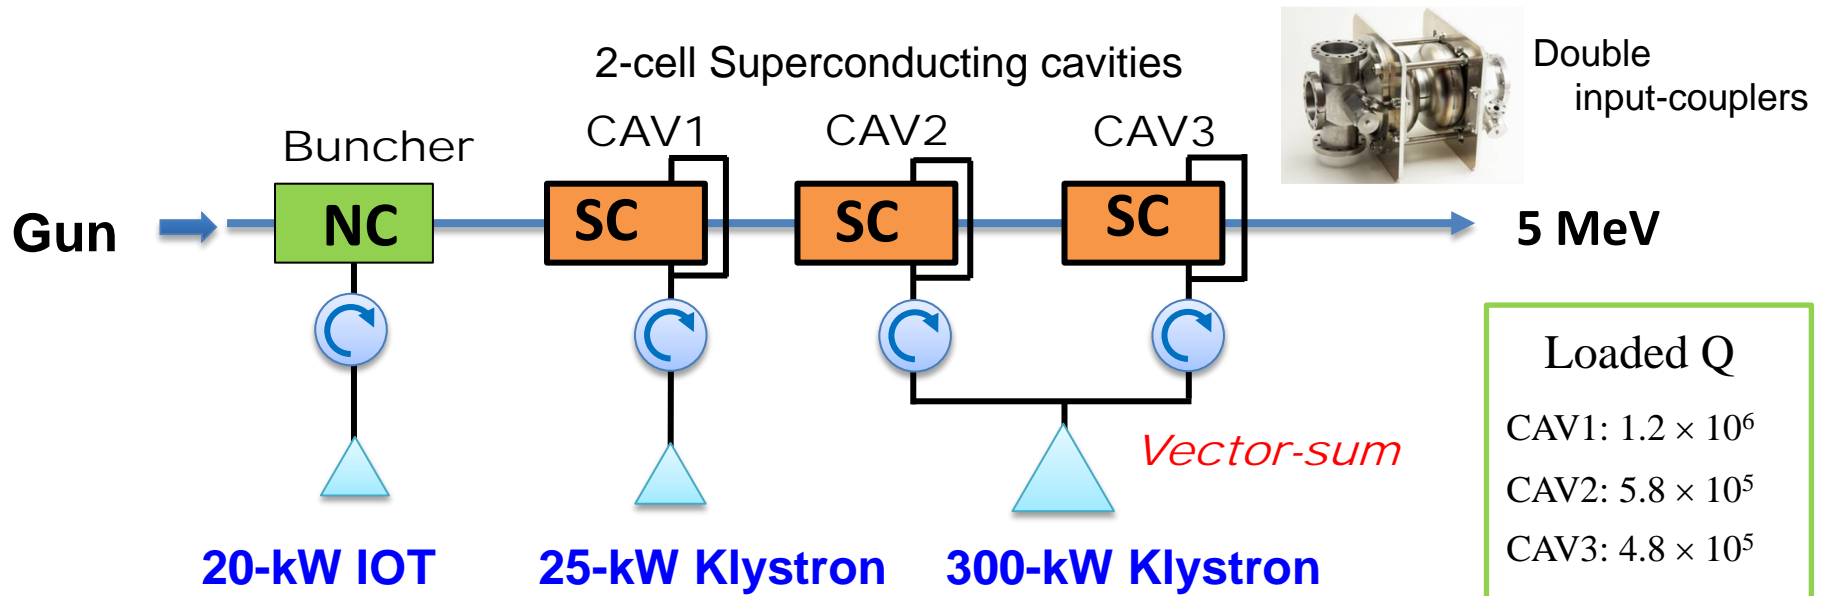 2-cell Superconducting cavities
Double
input-couplers
Buncher
CAV1
CAV2
CAV3
Gun
NC
SC
SC
SC
5 MeV
Vector-sum
20-kW IOT
25-kW Klystron
300-kW Klystron
Loaded Q
CAV1: 1.2 × 10⁶
CAV2: 5.8 × 10⁵
CAV3: 4.8 × 10⁵